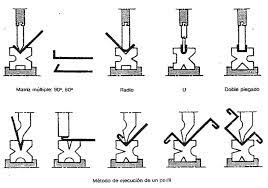 Matriz múltiple: 90º, 60º
Radio
U
Doble plegado
Método de ejecución de un perfil